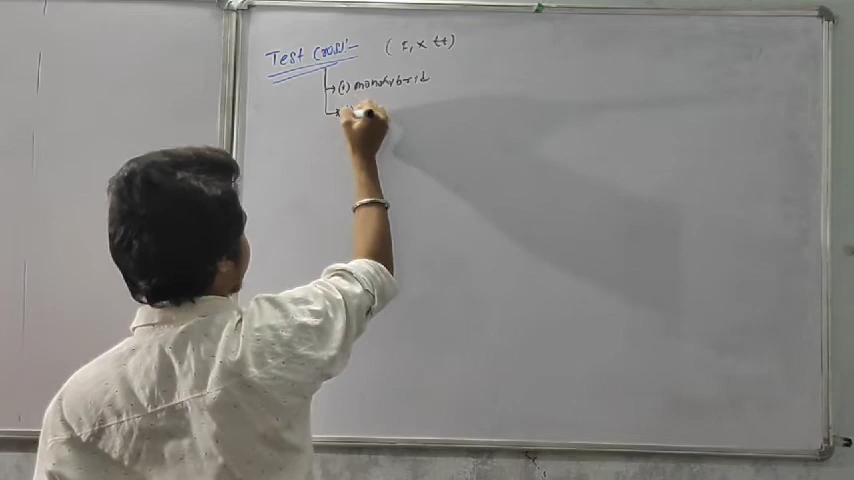 Test Cross:- (F₁ x tt)
→ (i) monohybrid